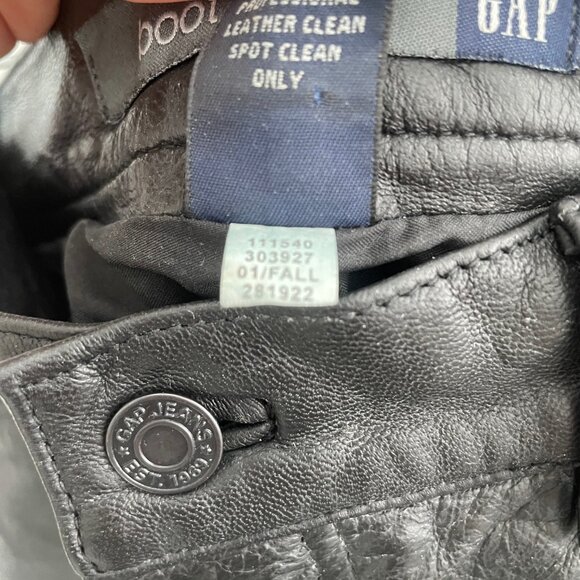 boot
GAP
PROFESSIONAL
LEATHER CLEAN
SPOT CLEAN
ONLY
111540
303927
01/FALL
281922
GAP JEANS
EST. 1969